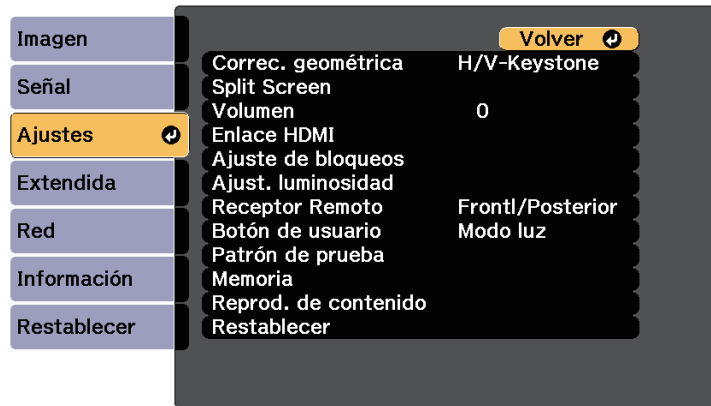 Imagen
Señal
Ajustes
Extendida
Red
Información
Restablecer
Volver
Correc. geométrica H/V-Keystone
Split Screen
Volumen 0
Enlace HDMI
Ajuste de bloqueos
Ajust. luminosidad
Receptor Remoto Frontl/Posterior
Botón de usuario Modo luz
Patrón de prueba
Memoria
Reprod. de contenido
Restablecer